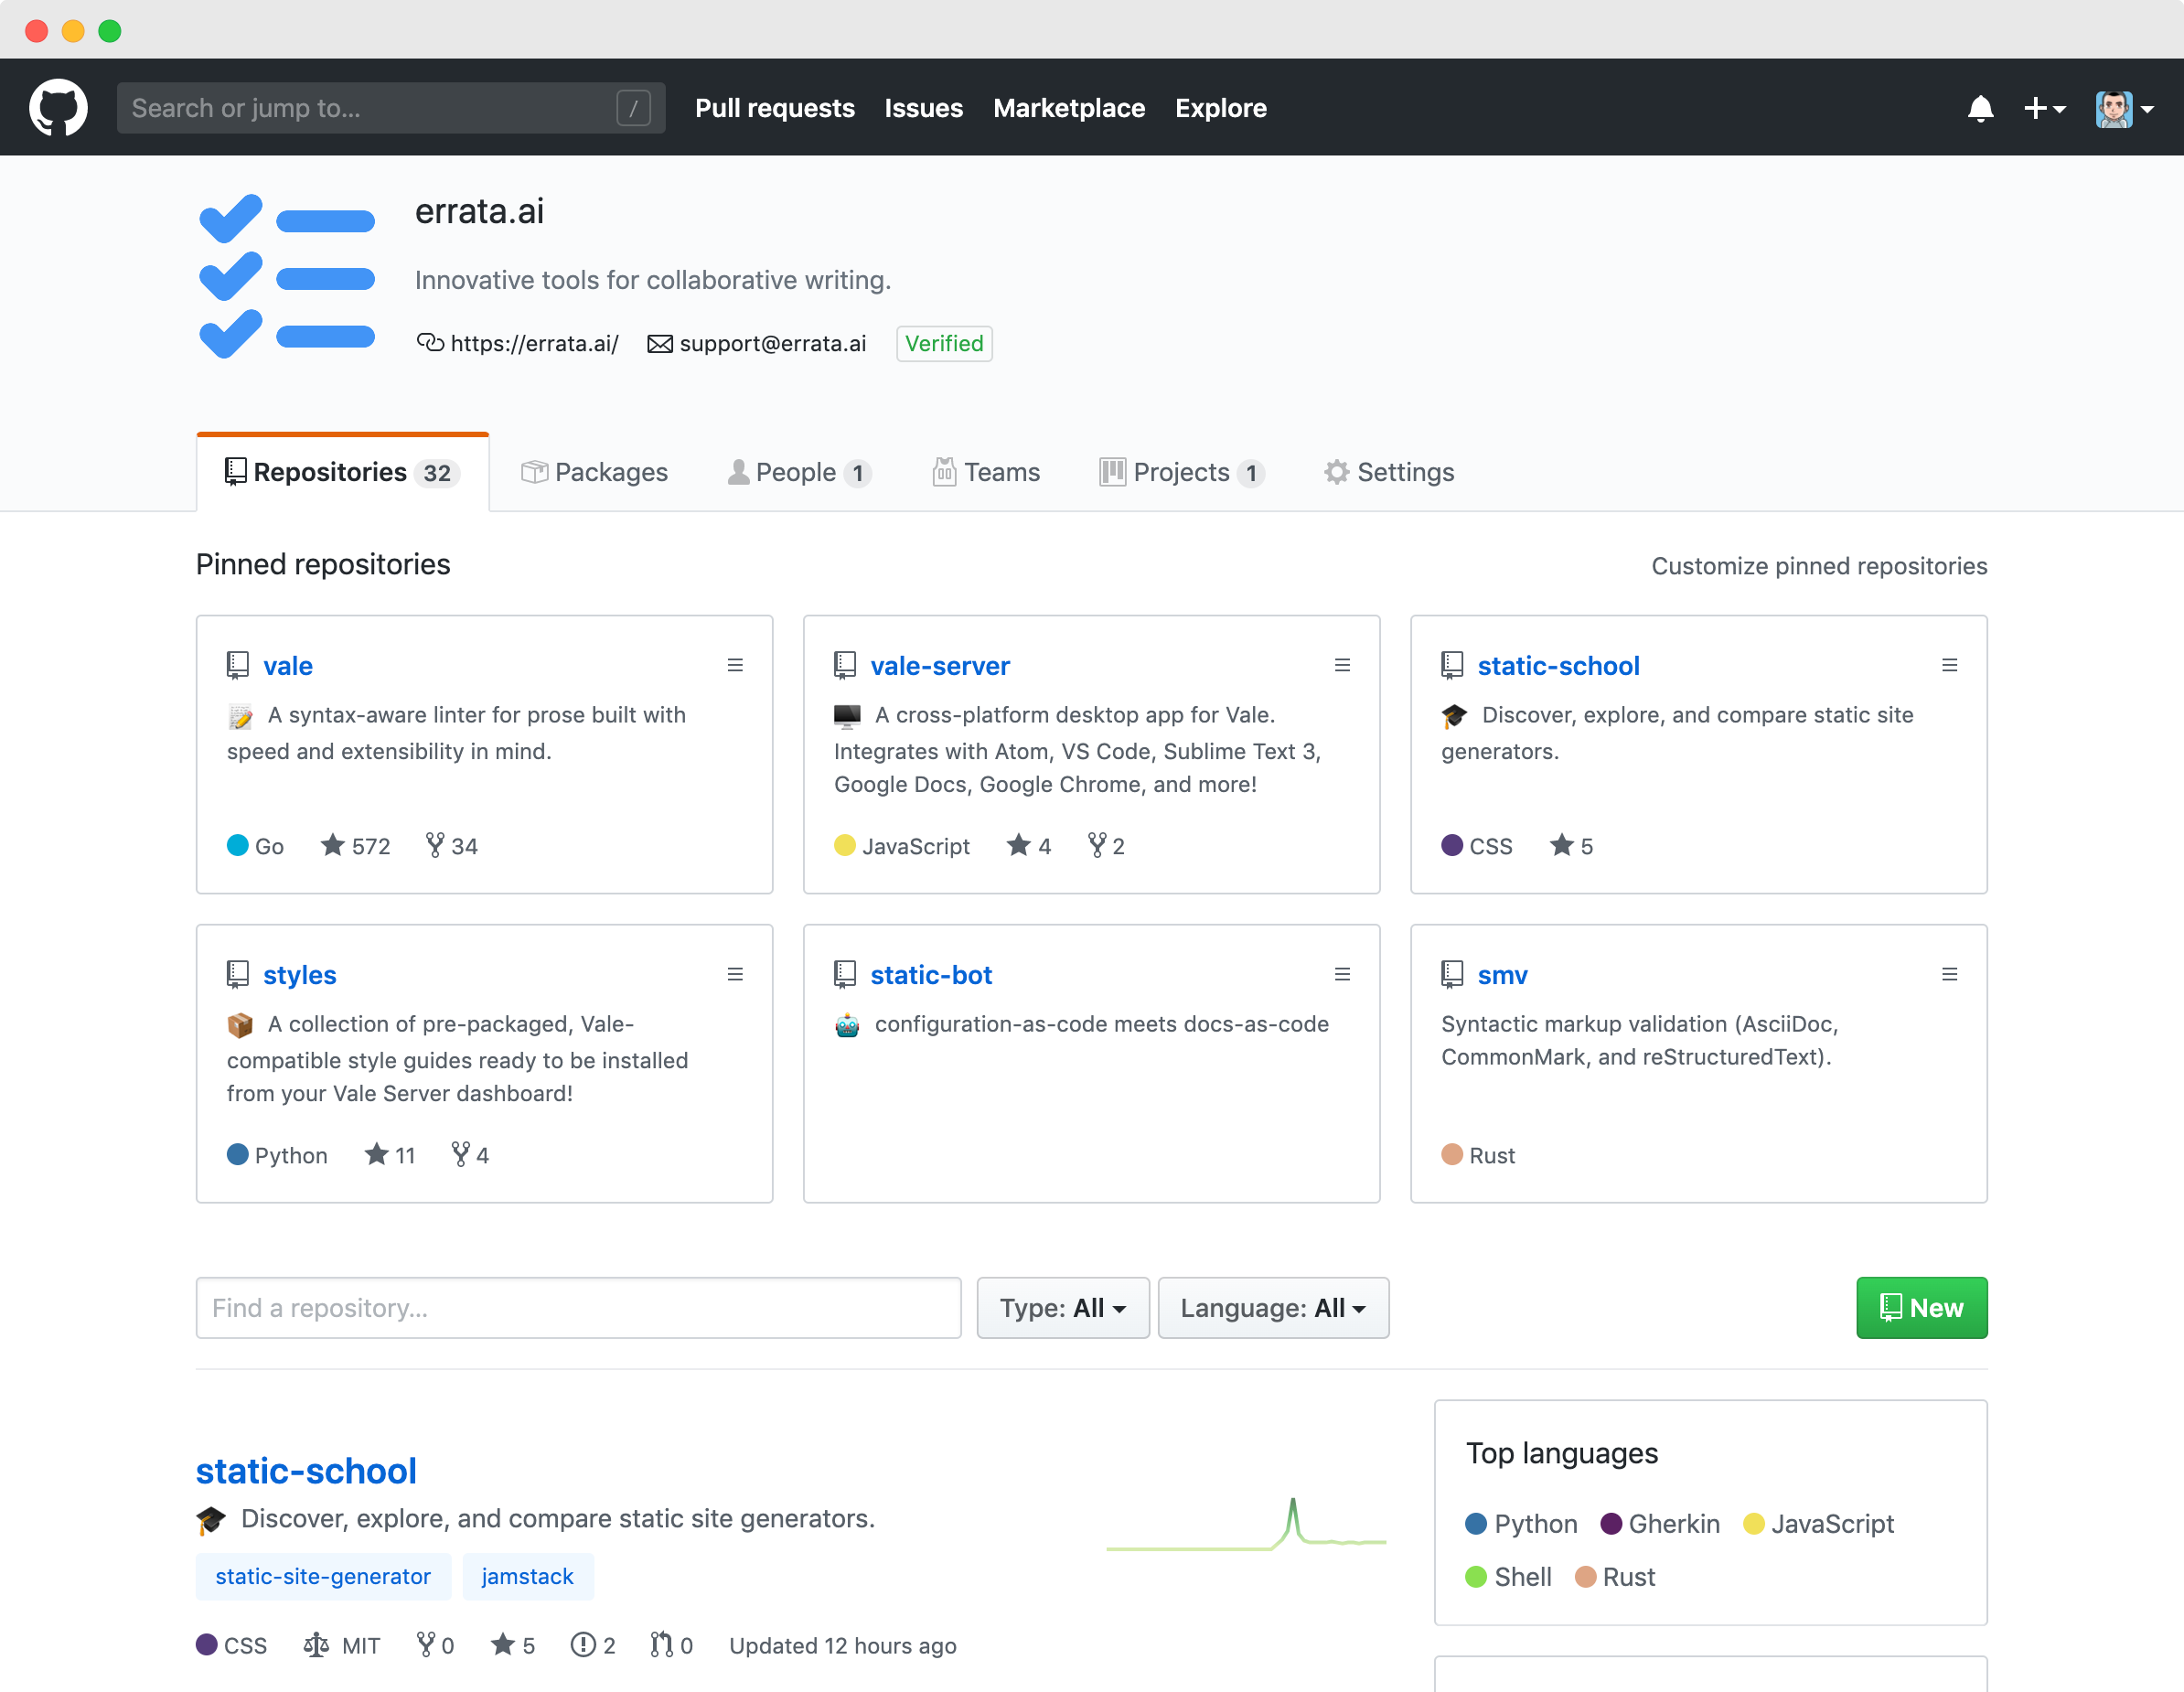 Search or jump to... /
Pull requests Issues Marketplace Explore
errata.ai
Innovative tools for collaborative writing.
https://errata.ai/ support@errata.ai Verified
Repositories 32 Packages People 1 Teams Projects 1 Settings
Pinned repositories
Customize pinned repositories
vale
A syntax-aware linter for prose built with
speed and extensibility in mind.
Go 572 34
vale-server
A cross-platform desktop app for Vale.
Integrates with Atom, VS Code, Sublime Text 3,
Google Docs, Google Chrome, and more!
JavaScript 4 2
static-school
Discover, explore, and compare static site
generators.
CSS 5
styles
A collection of pre-packaged, Vale-
compatible style guides ready to be installed
from your Vale Server dashboard!
Python 11 4
static-bot
configuration-as-code meets docs-as-code
smv
Syntactic markup validation (AsciiDoc,
CommonMark, and reStructuredText).
Rust
Find a repository...
Type: All
Language: All
New
static-school
Discover, explore, and compare static site generators.
static-site-generator jamstack
CSS MIT 0 5 2 0 Updated 12 hours ago
Top languages
Python Gherkin JavaScript
Shell Rust